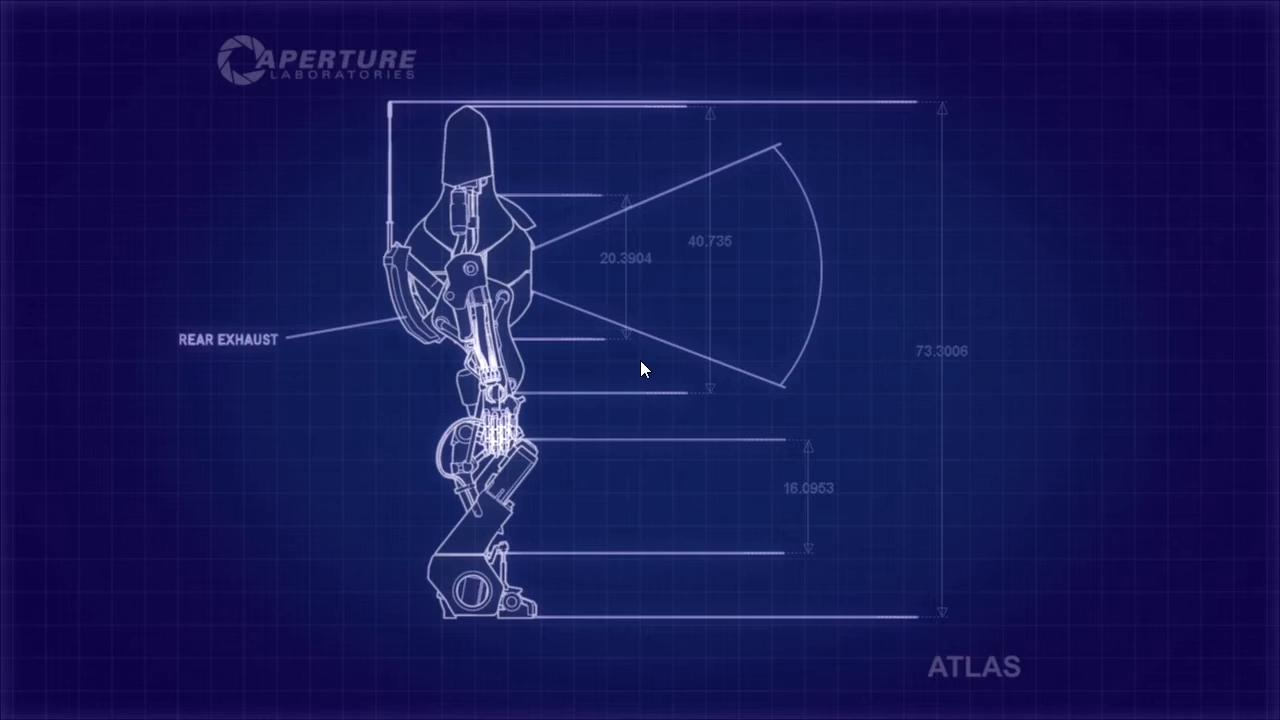 APERTURE
LABORATORIES
40.735
20.3904
REAR EXHAUST
73.3006
16.0953
ATLAS